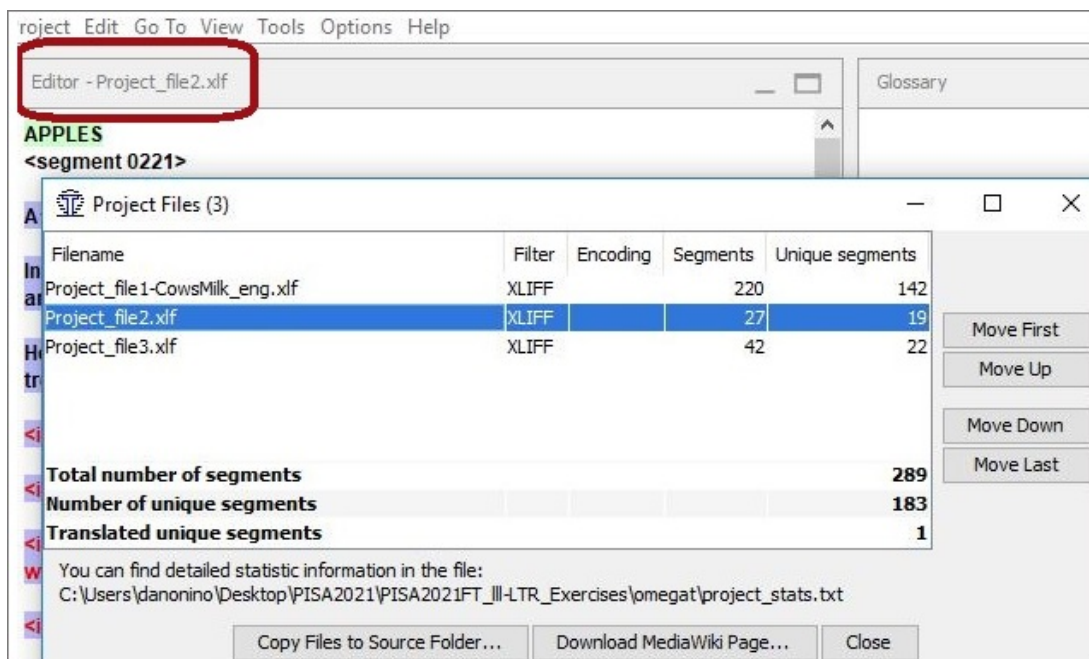 roject Edit Go To View Tools Options Help
Editor - Project_file2.xlf
Glossary
APPLES
<segment 0221>
Project Files (3)
Filename Filter Encoding Segments Unique segments
Project_file1-CowsMilk_eng.xlf XLIFF 220 142
Project_file2.xlf XLIFF 27 19
Project_file3.xlf XLIFF 42 22
Move First
Move Up
Move Down
Move Last
Total number of segments 289
Number of unique segments 183
Translated unique segments 1
You can find detailed statistic information in the file:
C:\Users\danonino\Desktop\PISA2021\PISA2021FT_lll-LTR_Exercises\omegat\project_stats.txt
Copy Files to Source Folder... Download MediaWiki Page... Close